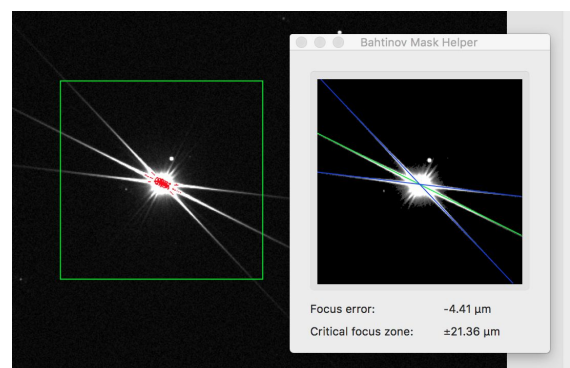 Bahtinov Mask Helper
Focus error: -4.41 μm
Critical focus zone: ±21.36 μm